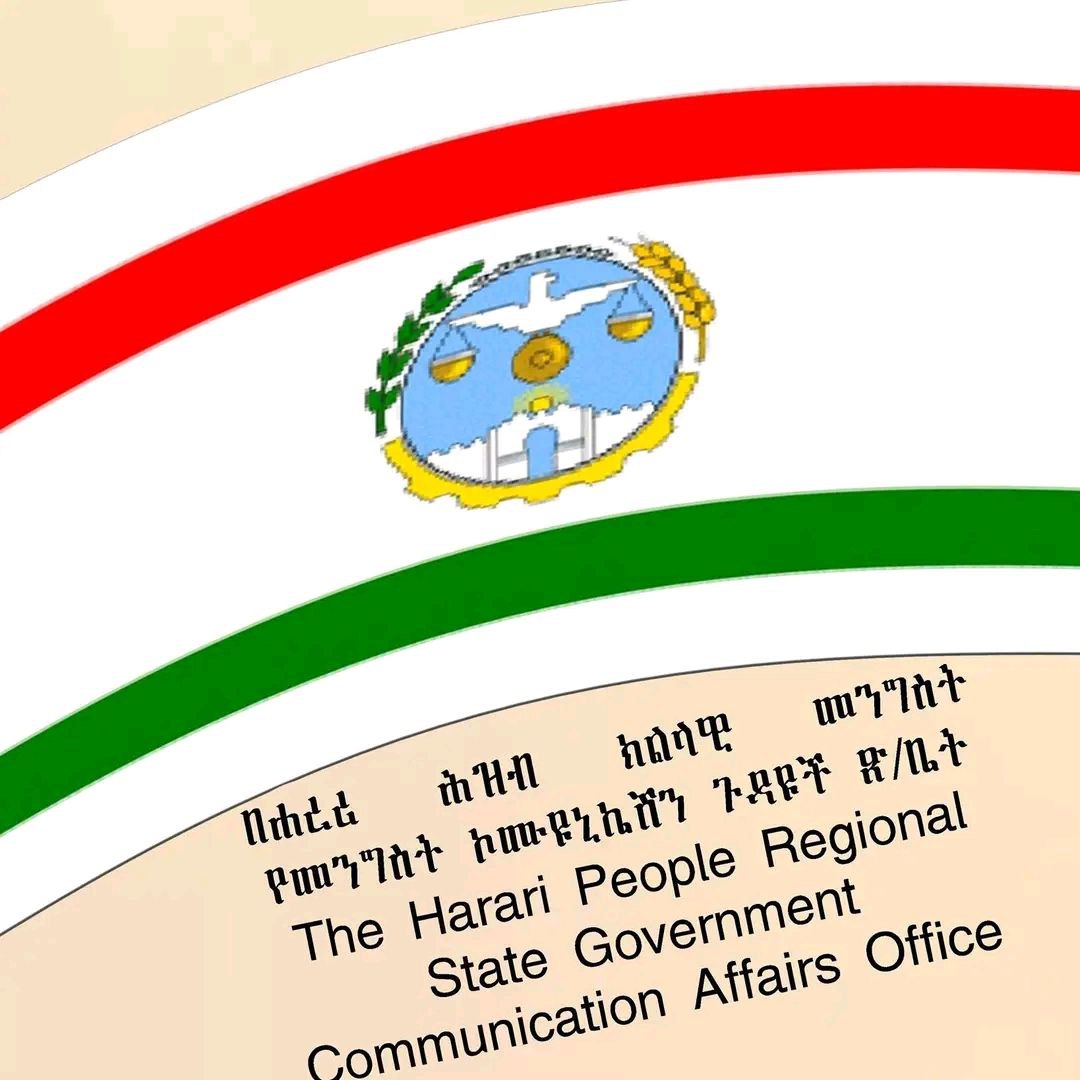 በሐረሪ ሕዝብ ክልላዊ መንግስት
የመንግስት ኮሙዩኒኬሽን ጉዳዩች ጽ/ቤት
The Harari People Regional
State Government
Communication Affairs Office